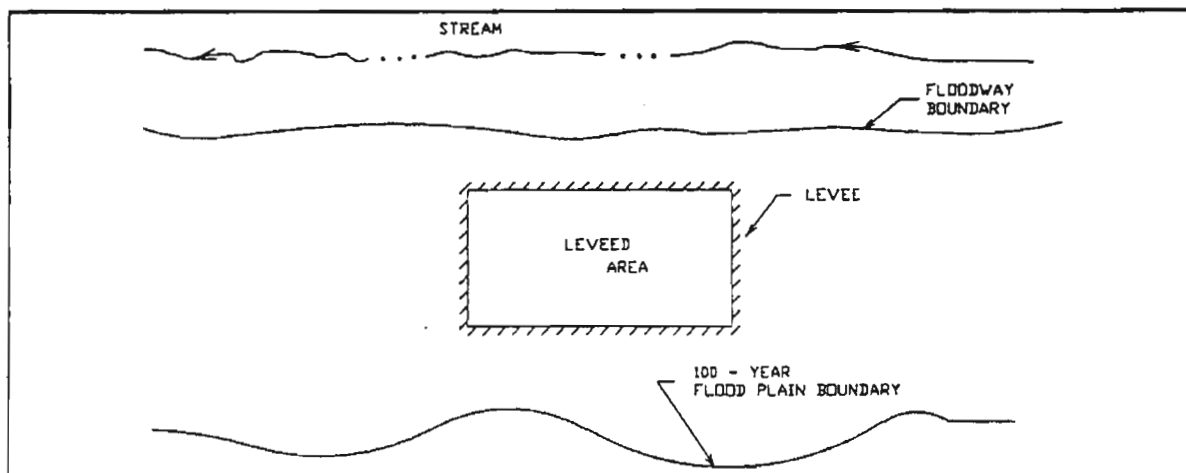 STREAM
FLOODWAY
BOUNDARY
LEVEE
LEVEED
AREA
100 - YEAR
FLOOD PLAIN BOUNDARY